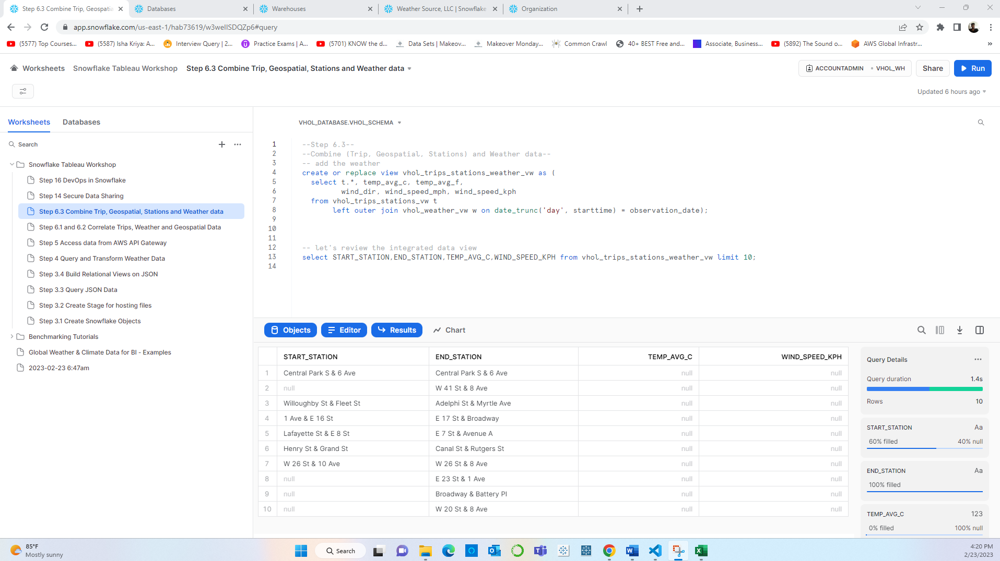 Step 6.3 Combine Trip, Geospatia
Databases
Warehouses
Weather Source, LLC | Snowflake
Organization
app.snowflake.com/us-east-1/hab73619/w3weIISDQZp6#query
(5577) Top Courses...
(5587) Isha Kriya: A...
Interview Query | 2...
Practice Exams | A...
(5701) KNOW the d...
Data Sets | Makeov...
Makeover Monday...
Common Crawl
40+ BEST Free and...
Associate, Business...
(5892) The Sound o...
AWS Global Infrastr...
Worksheets
Snowflake Tableau Workshop
Step 6.3 Combine Trip, Geospatial, Stations and Weather data
ACCOUNTADMIN • VHOL_WH
Share
Run
Updated 6 hours ago
Worksheets
Databases
Search
Snowflake Tableau Workshop
Step 16 DevOps in Snowflake
Step 14 Secure Data Sharing
Step 6.3 Combine Trip, Geospatial, Stations and Weather data
Step 6.1 and 6.2 Correlate Trips, Weather and Geospatial Data
Step 5 Access data from AWS API Gateway
Step 4 Query and Transform Weather Data
Step 3.4 Build Relational Views on JSON
Step 3.3 Query JSON Data
Step 3.2 Create Stage for hosting files
Step 3.1 Create Snowflake Objects
Benchmarking Tutorials
Global Weather & Climate Data for BI - Examples
2023-02-23 6:47am
VHOL_DATABASE.VHOL_SCHEMA
1 --Step 6.3--
2 --Combine (Trip, Geospatial, Stations) and Weather data--
3 -- add the weather
4 create or replace view vhol_trips_stations_weather_vw as (
5 select t.*, temp_avg_c, temp_avg_f,
6 wind_dir, wind_speed_mph, wind_speed_kph
7 from vhol_trips_stations_vw t
8 left outer join vhol_weather_vw w on date_trunc('day', starttime) = observation_date);
9
10
11
12 -- let's review the integrated data view
13 select START_STATION,END_STATION,TEMP_AVG_C,WIND_SPEED_KPH from vhol_trips_stations_weather_vw limit 10;
14
Objects
Editor
Results
Chart
START_STATION END_STATION TEMP_AVG_C WIND_SPEED_KPH
1 Central Park S & 6 Ave Central Park S & 6 Ave null null
2 null W 41 St & 8 Ave null null
3 Willoughby St & Fleet St Adelphi St & Myrtle Ave null null
4 1 Ave & E 16 St E 17 St & Broadway null null
5 Lafayette St & E 8 St E 7 St & Avenue A null null
6 Henry St & Grand St Canal St & Rutgers St null null
7 W 26 St & 10 Ave W 26 St & 8 Ave null null
8 null E 23 St & 1 Ave null null
9 null Broadway & Battery Pl null null
10 null W 20 St & 8 Ave null null
Query Details
Query duration 1.4s
Rows 10
START_STATION Aa
60% filled 40% null
END_STATION Aa
100% filled
TEMP_AVG_C 123
0% filled 100% null
85°F
Mostly sunny
Search
4:20 PM
2/23/2023